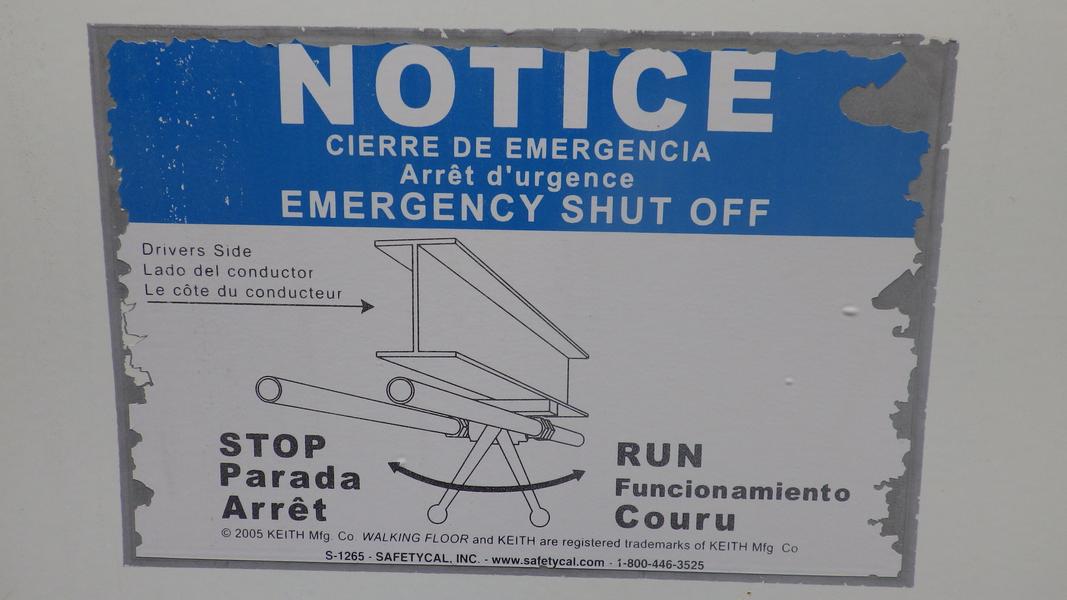 NOTICE
CIERRE DE EMERGENCIA
Arrêt d'urgence
EMERGENCY SHUT OFF
Drivers Side
Lado del conductor
Le côte du conducteur
STOP
Parada
Arrêt
RUN
Funcionamiento
Couru
© 2005 KEITH Mfg. Co WALKING FLOOR and KEITH are registered trademarks of KEITH Mfg Co
S-1265 - SAFETYCAL, INC. - www.safetycal.com - 1-800-446-3525